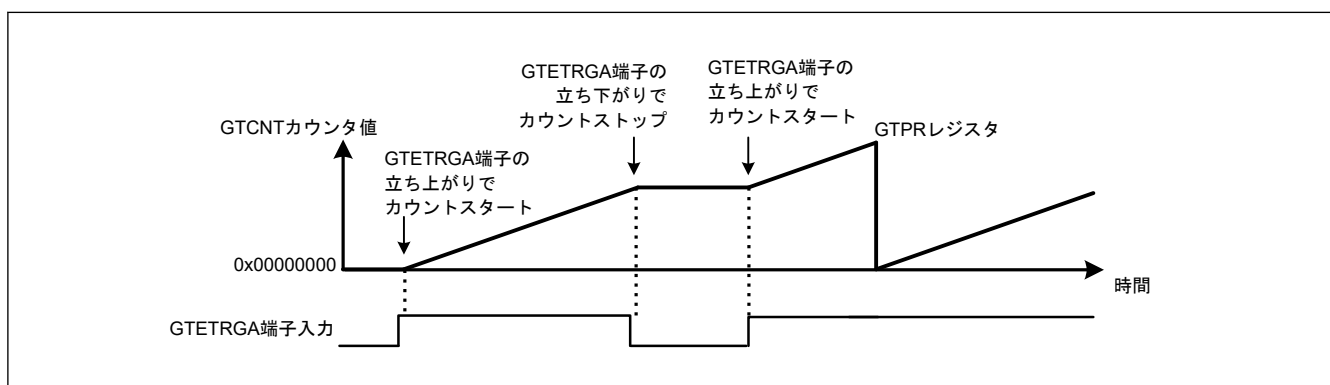 GTETRGA端子の
立ち下がりで
カウントストップ
GTETRGA端子の
立ち上がりで
カウントスタート
GTCNTカウンタ値
GTPRレジスタ
GTETRGA端子の
立ち上がりで
カウントスタート
0x00000000
時間
GTETRGA端子入力